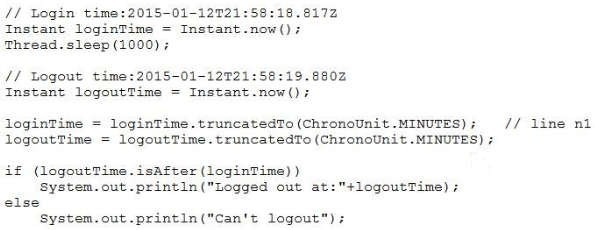 // Login time:2015-01-12T21:58:18.817Z
Instant loginTime = Instant.now();
Thread.sleep(1000);
// Logout time:2015-01-12T21:58:19.880Z
Instant logoutTime = Instant.now();
loginTime = loginTime.truncatedTo(ChronoUnit.MINUTES);   // line n1
logoutTime = logoutTime.truncatedTo(ChronoUnit.MINUTES);
if (logoutTime.isAfter(loginTime))
    System.out.println("Logged out at:"+logoutTime);
else
    System.out.println("Can't logout");